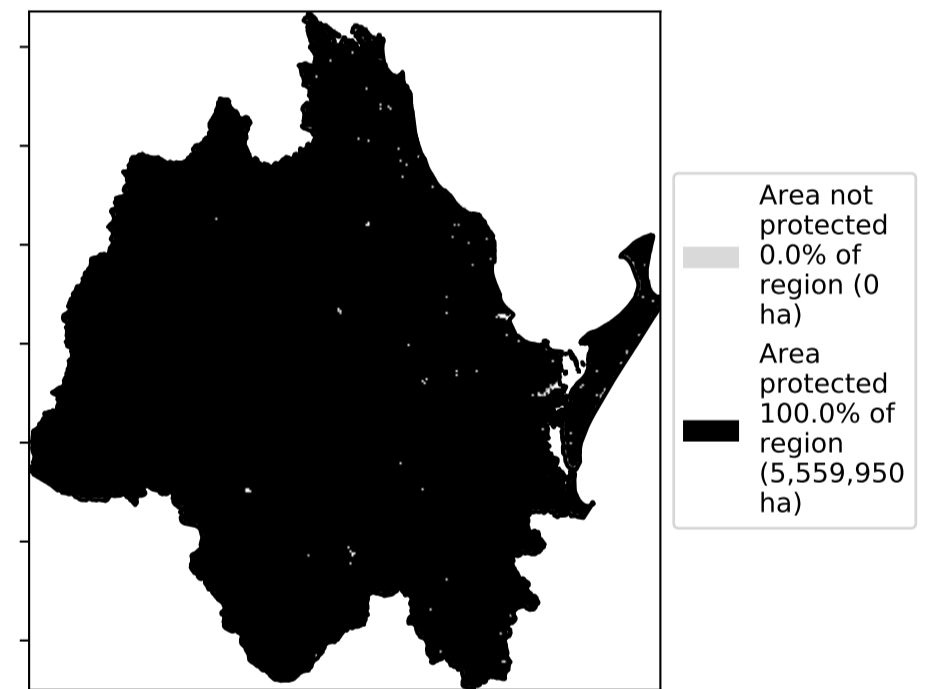 Area not
protected
0.0% of
region (0
ha)
Area
protected
100.0% of
region
(5,559,950
ha)